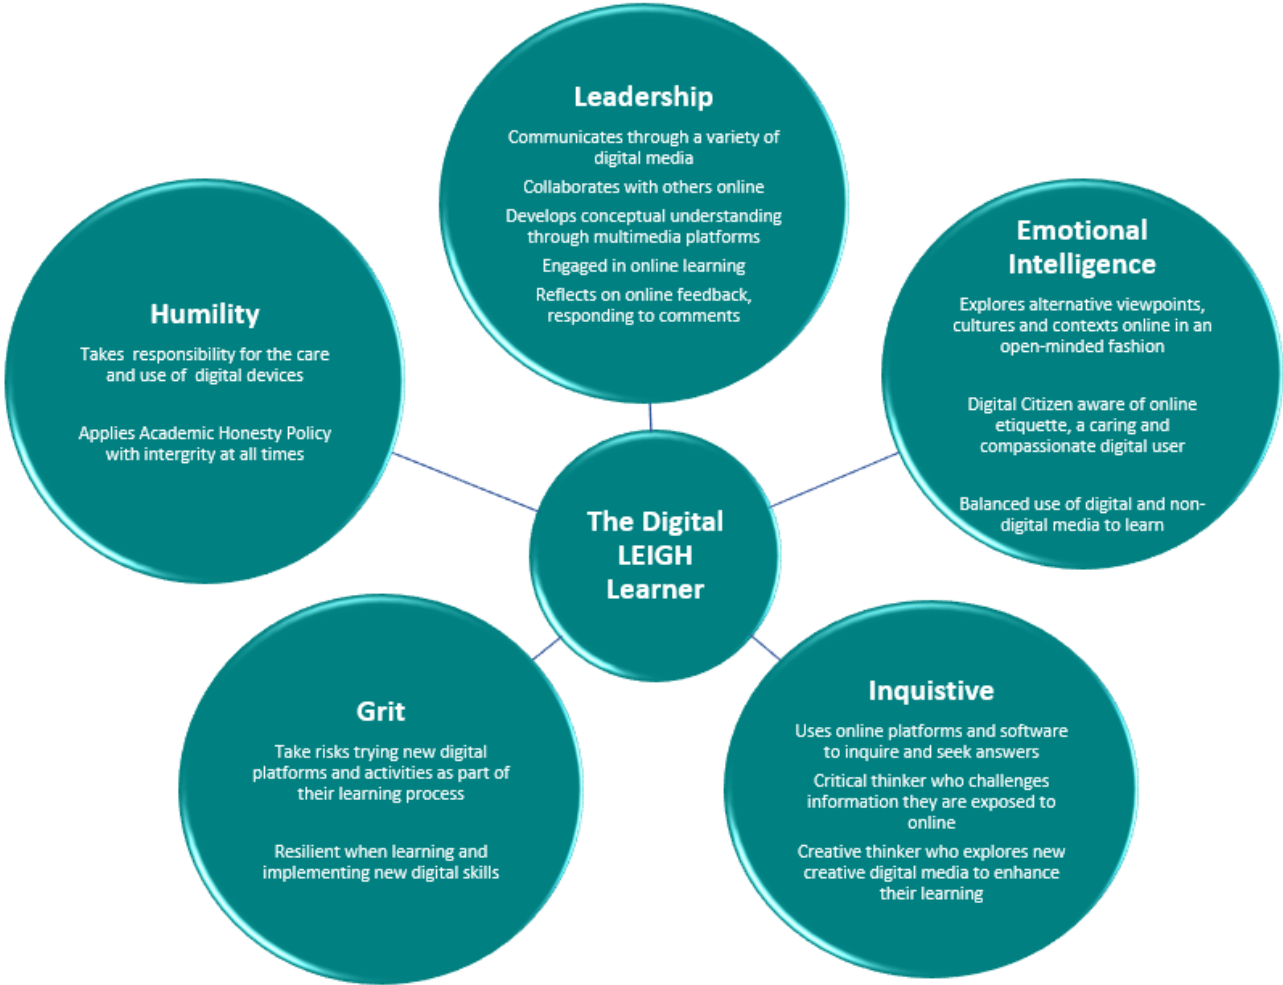 Leadership
Communicates through a variety of
digital media
Collaborates with others online
Develops conceptual understanding
through multimedia platforms
Engaged in online learning
Reflects on online feedback,
responding to comments
Emotional
Intelligence
Explores alternative viewpoints,
cultures and contexts online in an
open-minded fashion
Digital Citizen aware of online
etiquette, a caring and
compassionate digital user
Balanced use of digital and non-
digital media to learn
Humility
Takes responsibility for the care
and use of digital devices
Applies Academic Honesty Policy
with intergrity at all times
The Digital
LEIGH
Learner
Grit
Take risks trying new digital
platforms and activities as part of
their learning process
Resilient when learning and
implementing new digital skills
Inquistive
Uses online platforms and software
to inquire and seek answers
Critical thinker who challenges
information they are exposed to
online
Creative thinker who explores new
creative digital media to enhance
their learning